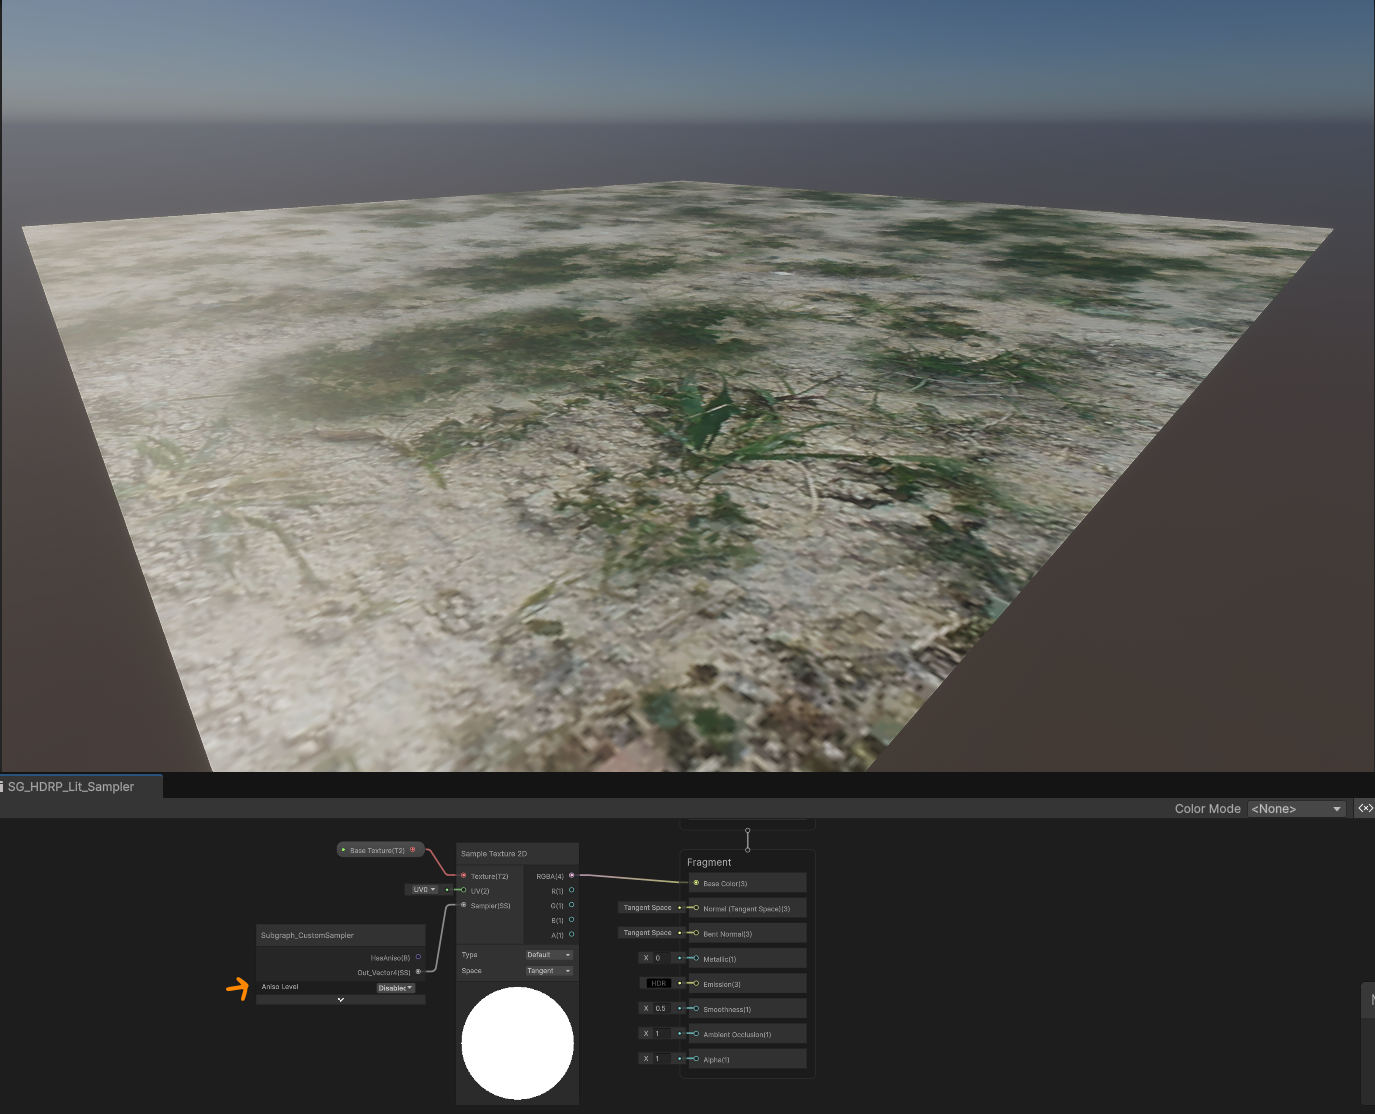 SG_HDRP_Lit_Sampler
Color Mode <None>
Base Texture(T2)
Sample Texture 2D
Texture(T2) RGBA(4)
UV0 UV(2) R(1)
Sampler(SS) G(1)
B(1)
A(1)
Type Default
Space Tangent
Subgraph_CustomSampler
HasAniso(B)
Out_Vector4(SS)
Aniso Level Disablec
Fragment
Base Color(3)
Tangent Space Normal (Tangent Space)(3)
Tangent Space Bent Normal(3)
X 0 Metallic(1)
HDR Emission(3)
X 0.5 Smoothness(1)
X 1 Ambient Occlusion(1)
X 1 Alpha(1)